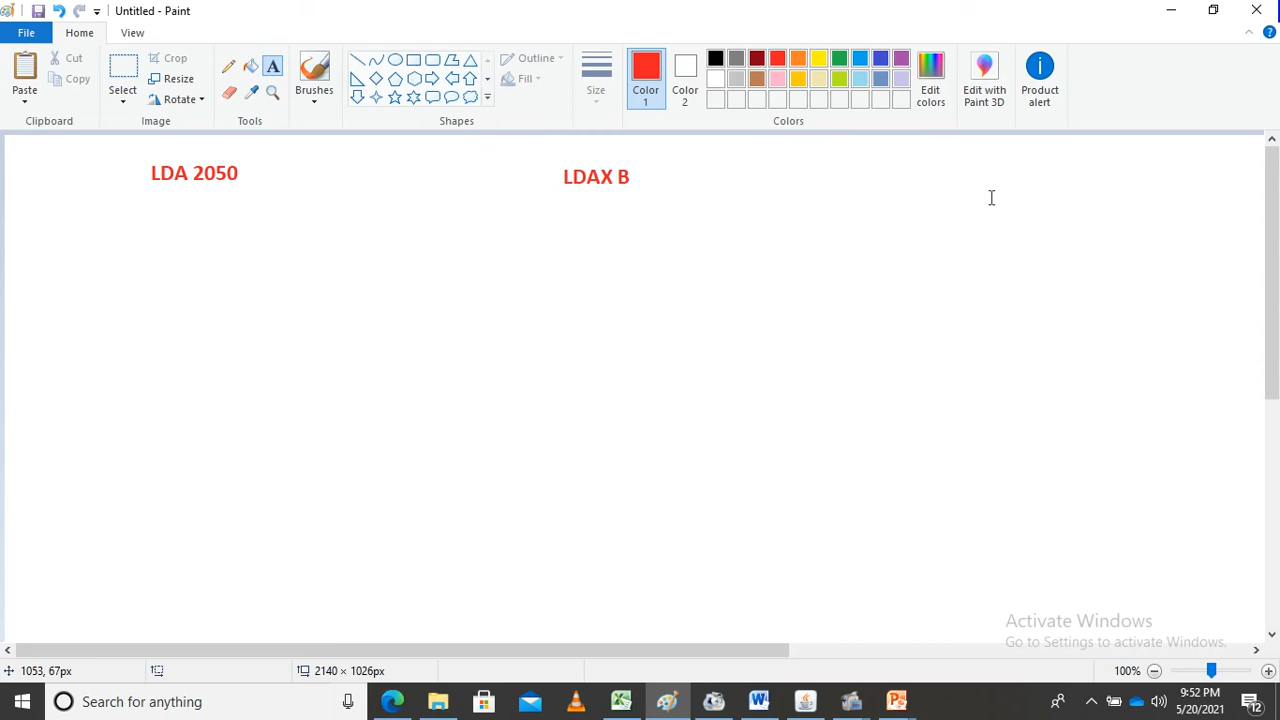 Untitled - Paint
File
Home
View
Paste
Cut
Copy
Clipboard
Select
Crop
Resize
Rotate
Image
A
Tools
Brushes
Shapes
Outline
Fill
Size
Color 1
Color 2
Edit colors
Colors
Edit with Paint 3D
Product alert
LDA 2050
LDAX B
Activate Windows
Go to Settings to activate Windows.
1053, 67px
2140 × 1026px
100%
Search for anything
9:52 PM
5/20/2021
12